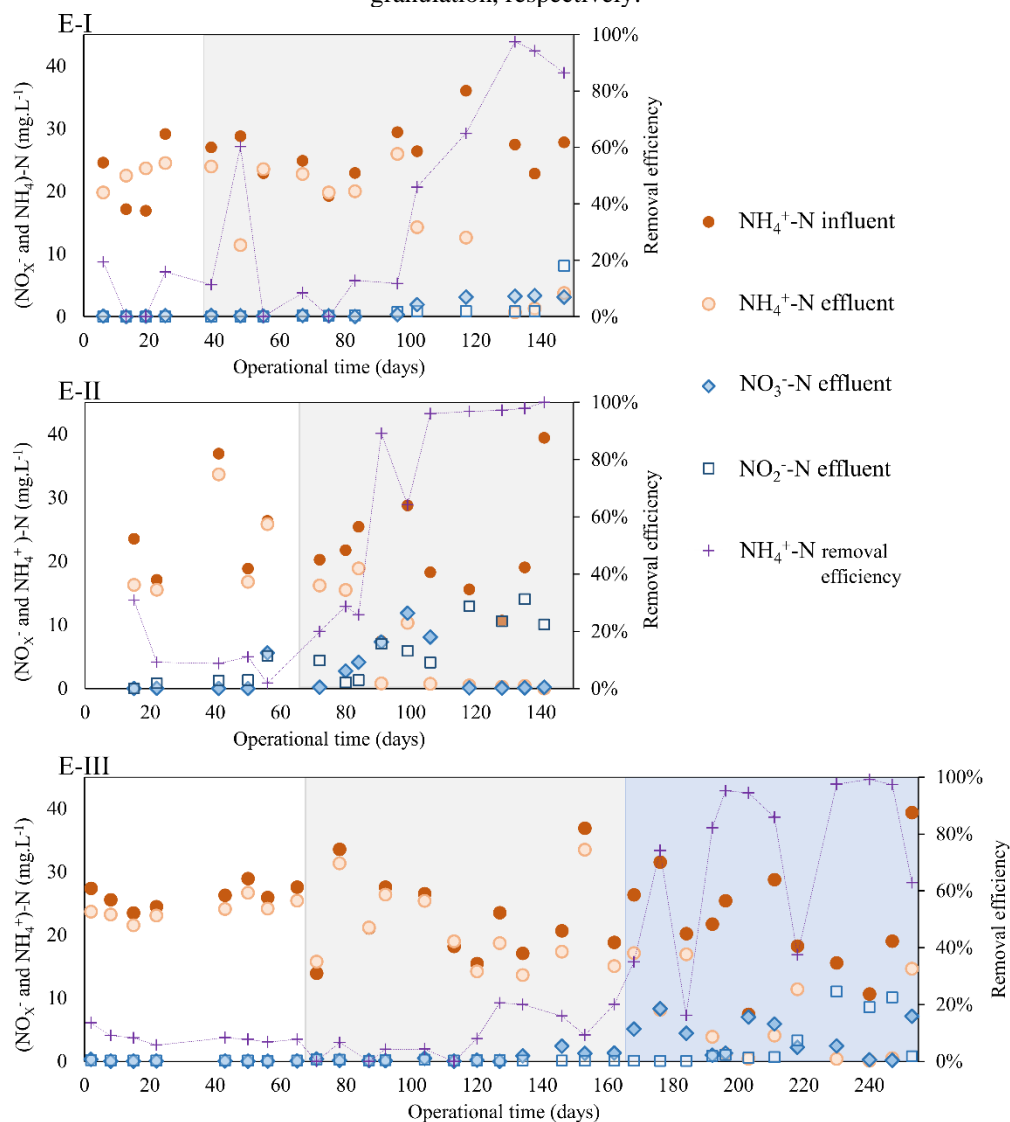 granulation, respectively.
E-I
(NOX- and NH4)-N (mg.L-1)
40
30
20
10
0
100%
80%
60%
40%
20%
0%
Removal efficiency
0 20 40 60 80 100 120 140
Operational time (days)
E-II
(NOX- and NH4+ )-N (mg.L-1)
40
30
20
10
0
100%
80%
60%
40%
20%
0%
Removal efficiency
0 20 40 60 80 100 120 140
Operational time (days)
NH4+-N influent
NH4+-N effluent
NO3--N effluent
NO2--N effluent
NH4+-N removal
efficiency
E-III
(NOX- and NH4+)-N (mg.L-1)
40
30
20
10
0
100%
80%
60%
40%
20%
0%
Removal efficiency
0 20 40 60 80 100 120 140 160 180 200 220 240
Operational time (days)